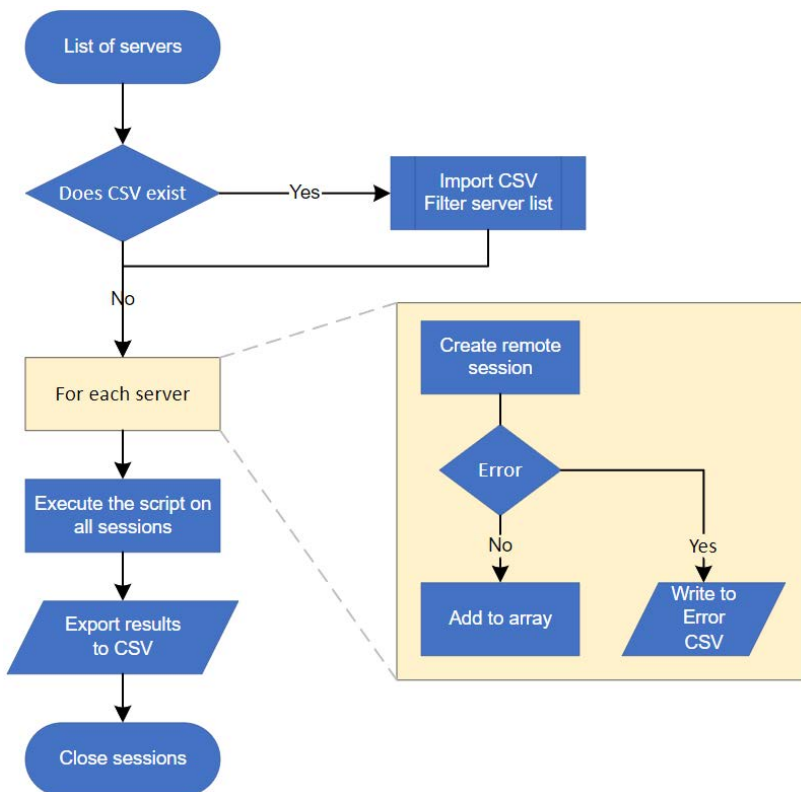 List of servers
Does CSV exist
Yes
Import CSV
Filter server list
No
For each server
Create remote
session
Error
No
Yes
Add to array
Write to
Error
CSV
Execute the script on
all sessions
Export results
to CSV
Close sessions